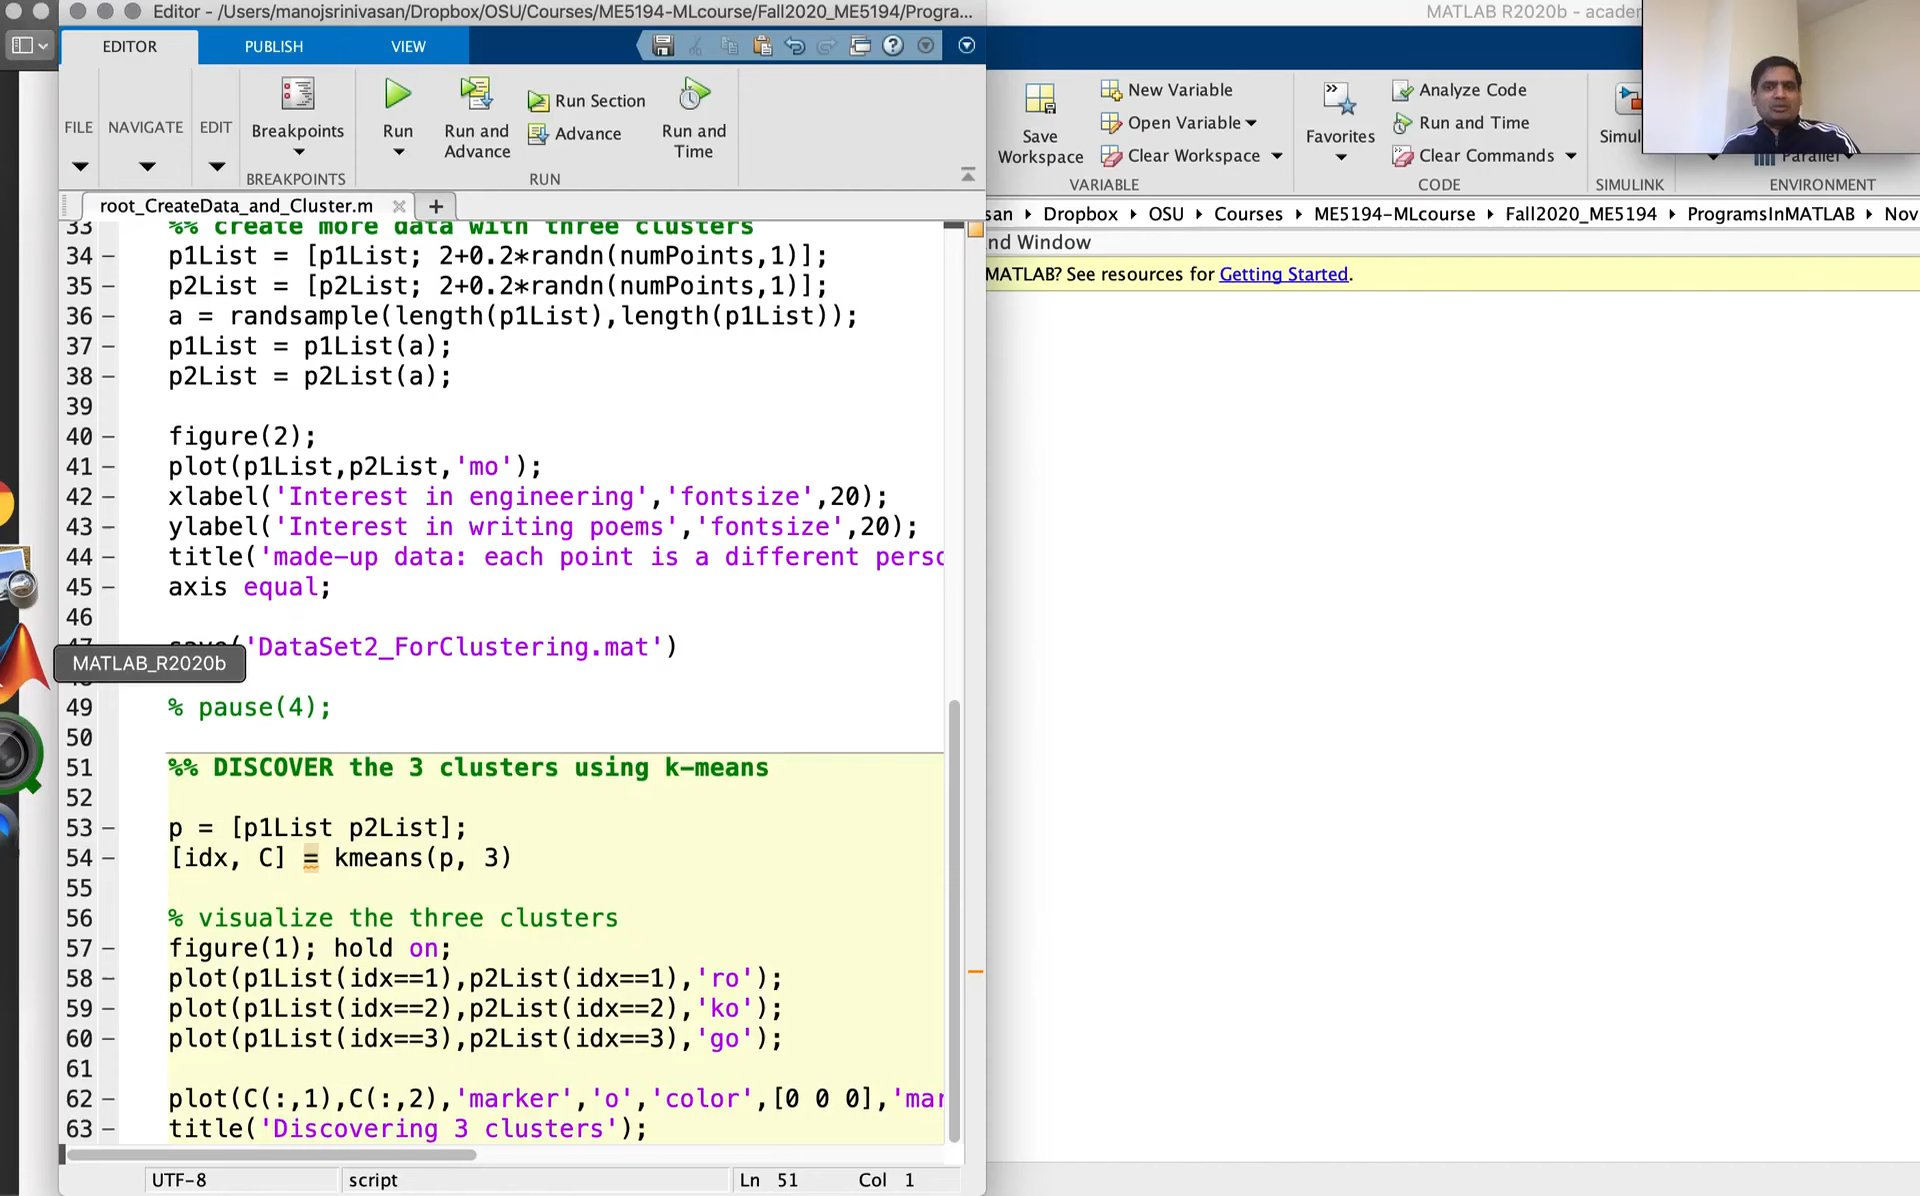 Editor - /Users/manojsrinivasan/Dropbox/OSU/Courses/ME5194-MLcourse/Fall2020_ME5194/Progra...
MATLAB R2020b - acader
EDITOR
PUBLISH
VIEW
FILE
NAVIGATE
EDIT
Breakpoints
Run
Run and Advance
Run Section
Advance
Run and Time
BREAKPOINTS
RUN
Save Workspace
New Variable
Open Variable
Clear Workspace
VARIABLE
Favorites
Analyze Code
Run and Time
Clear Commands
CODE
Simul
SIMULINK
Parallel
ENVIRONMENT
root_CreateData_and_Cluster.m
san ▸ Dropbox ▸ OSU ▸ Courses ▸ ME5194-MLcourse ▸ Fall2020_ME5194 ▸ ProgramsInMATLAB ▸ Nov
nd Window
MATLAB? See resources for Getting Started.
33 %% create more data with three clusters
34 – p1List = [p1List; 2+0.2*randn(numPoints,1)];
35 – p2List = [p2List; 2+0.2*randn(numPoints,1)];
36 – a = randsample(length(p1List),length(p1List));
37 – p1List = p1List(a);
38 – p2List = p2List(a);
39
40 – figure(2);
41 – plot(p1List,p2List,'mo');
42 – xlabel('Interest in engineering','fontsize',20);
43 – ylabel('Interest in writing poems','fontsize',20);
44 – title('made-up data: each point is a different perso
45 – axis equal;
46
47 – save('DataSet2_ForClustering.mat')
MATLAB_R2020b
49 % pause(4);
50
51 %% DISCOVER the 3 clusters using k-means
52
53 – p = [p1List p2List];
54 – [idx, C] = kmeans(p, 3)
55
56 % visualize the three clusters
57 – figure(1); hold on;
58 – plot(p1List(idx==1),p2List(idx==1),'ro');
59 – plot(p1List(idx==2),p2List(idx==2),'ko');
60 – plot(p1List(idx==3),p2List(idx==3),'go');
61
62 – plot(C(:,1),C(:,2),'marker','o','color',[0 0 0],'mar
63 – title('Discovering 3 clusters');
UTF-8
script
Ln 51 Col 1